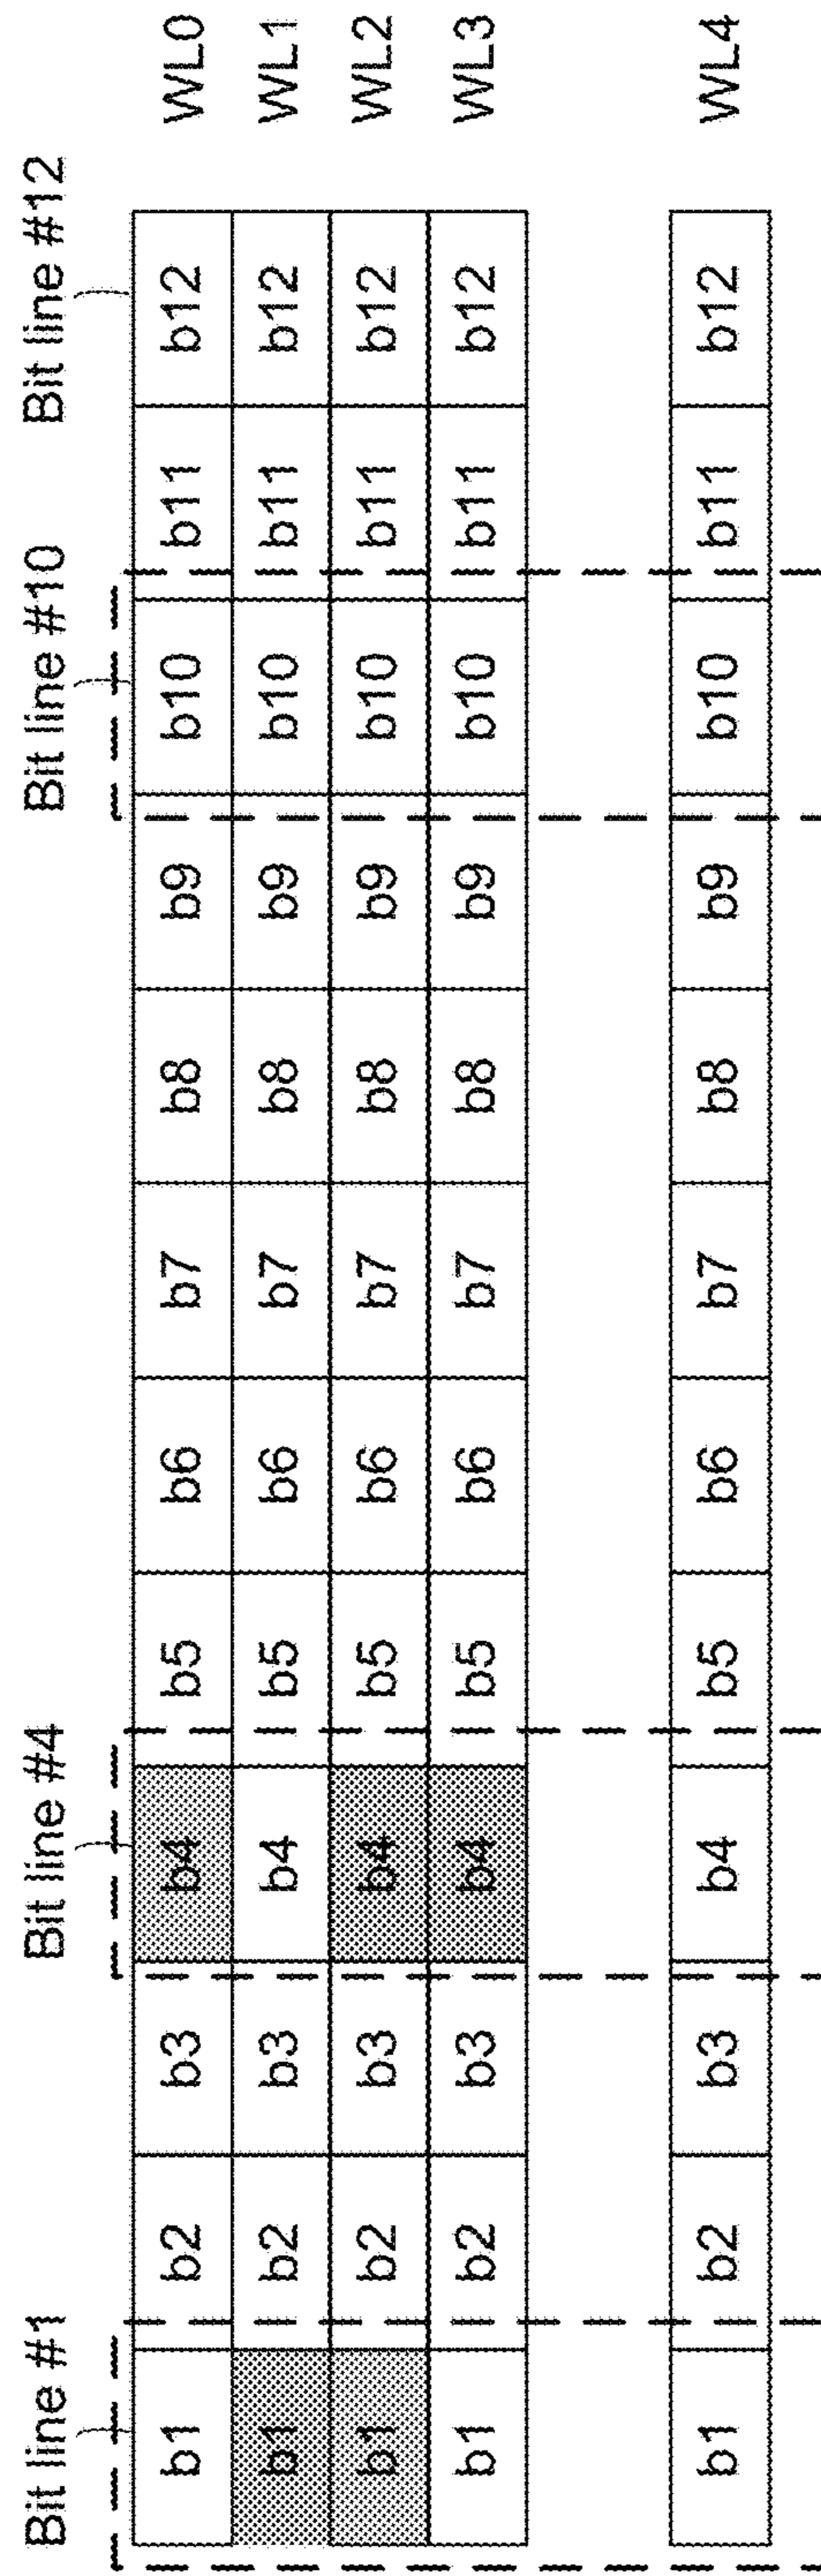 Bit line #1 Bit line #4 Bit line #10 Bit line #12
b1 b2 b3 b4 b5 b6 b7 b8 b9 b10 b11 b12 WL0
b1 b2 b3 b4 b5 b6 b7 b8 b9 b10 b11 b12 WL1
b1 b2 b3 b4 b5 b6 b7 b8 b9 b10 b11 b12 WL2
b1 b2 b3 b4 b5 b6 b7 b8 b9 b10 b11 b12 WL3
b1 b2 b3 b4 b5 b6 b7 b8 b9 b10 b11 b12 WL4